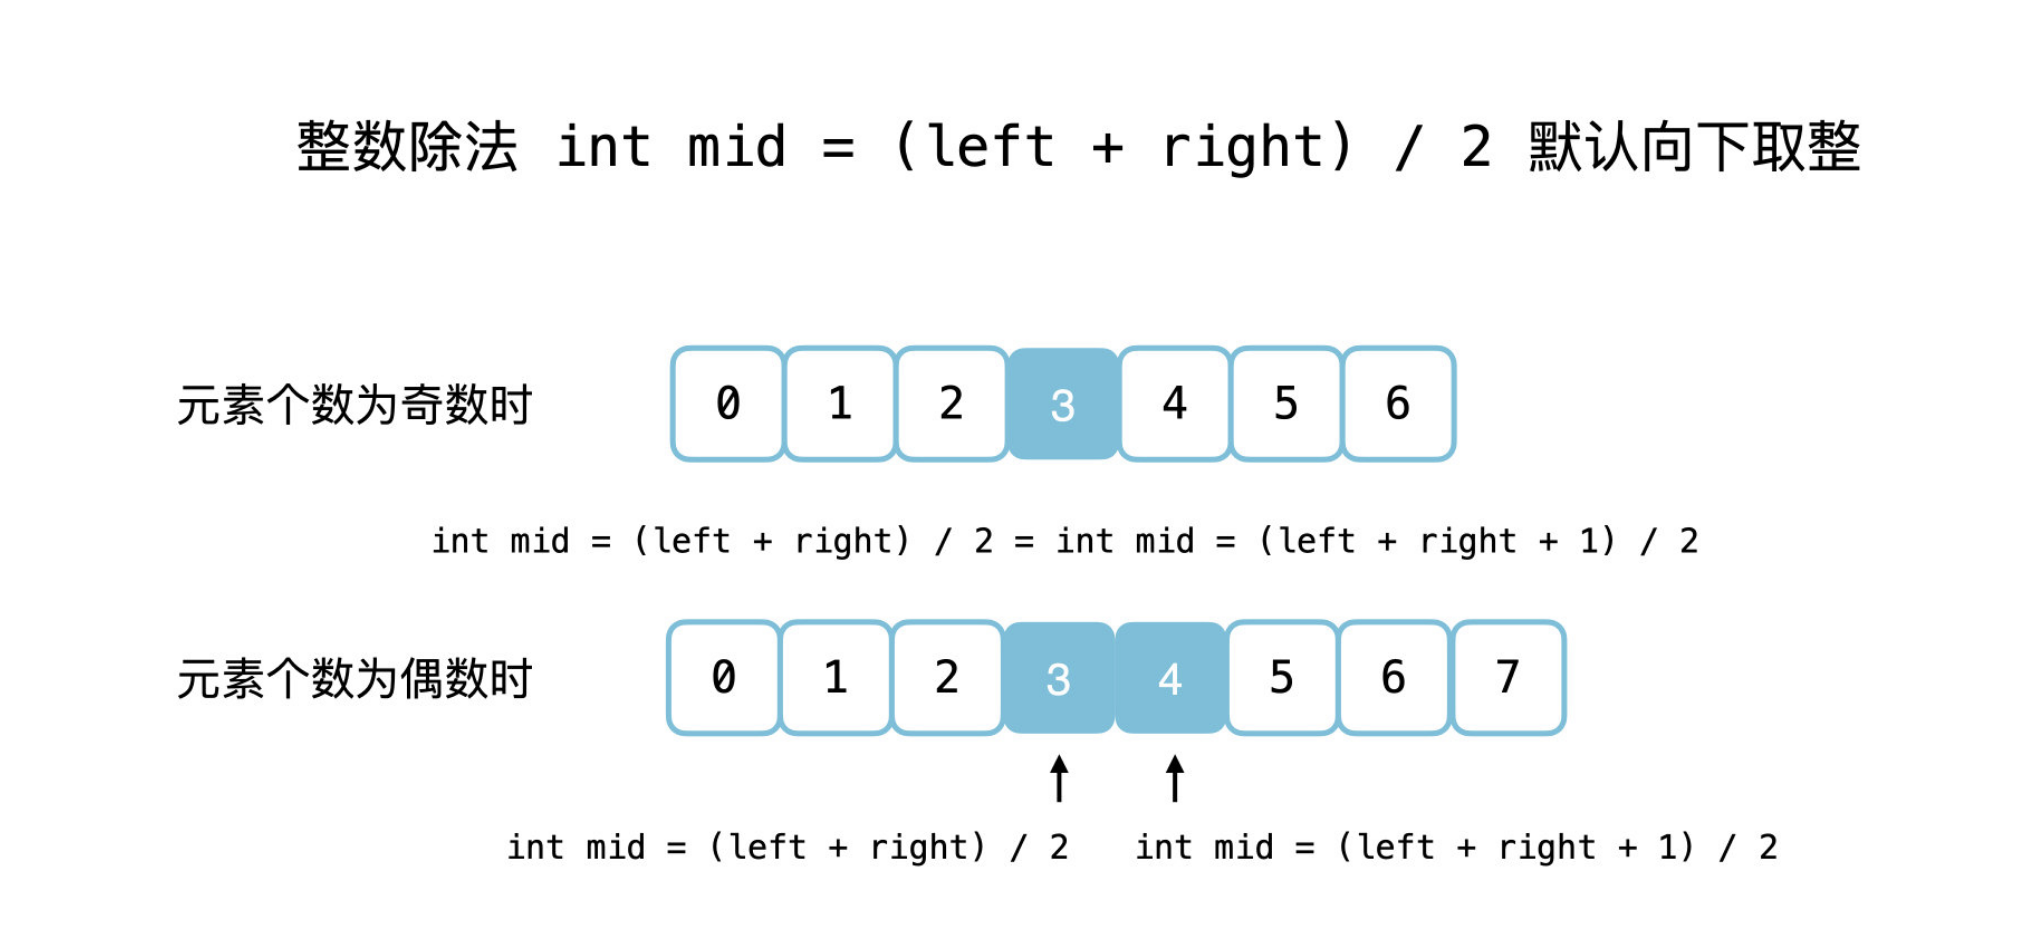 整数除法 int mid = (left + right) / 2 默认向下取整
元素个数为奇数时 0 1 2 3 4 5 6
int mid = (left + right) / 2 = int mid = (left + right + 1) / 2
元素个数为偶数时 0 1 2 3 4 5 6 7
int mid = (left + right) / 2 int mid = (left + right + 1) / 2